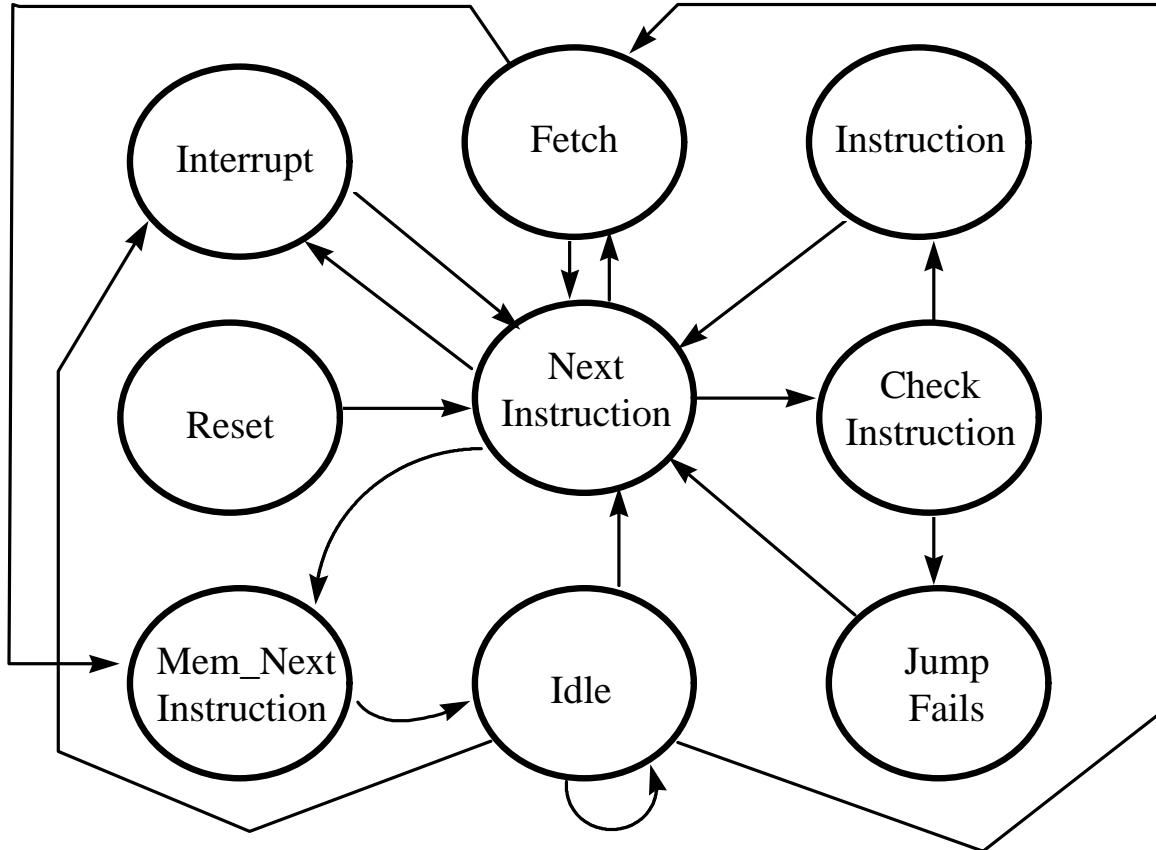 Interrupt
Fetch
Instruction
Reset
Next
Instruction
Check
Instruction
Mem_Next
Instruction
Idle
Jump
Fails